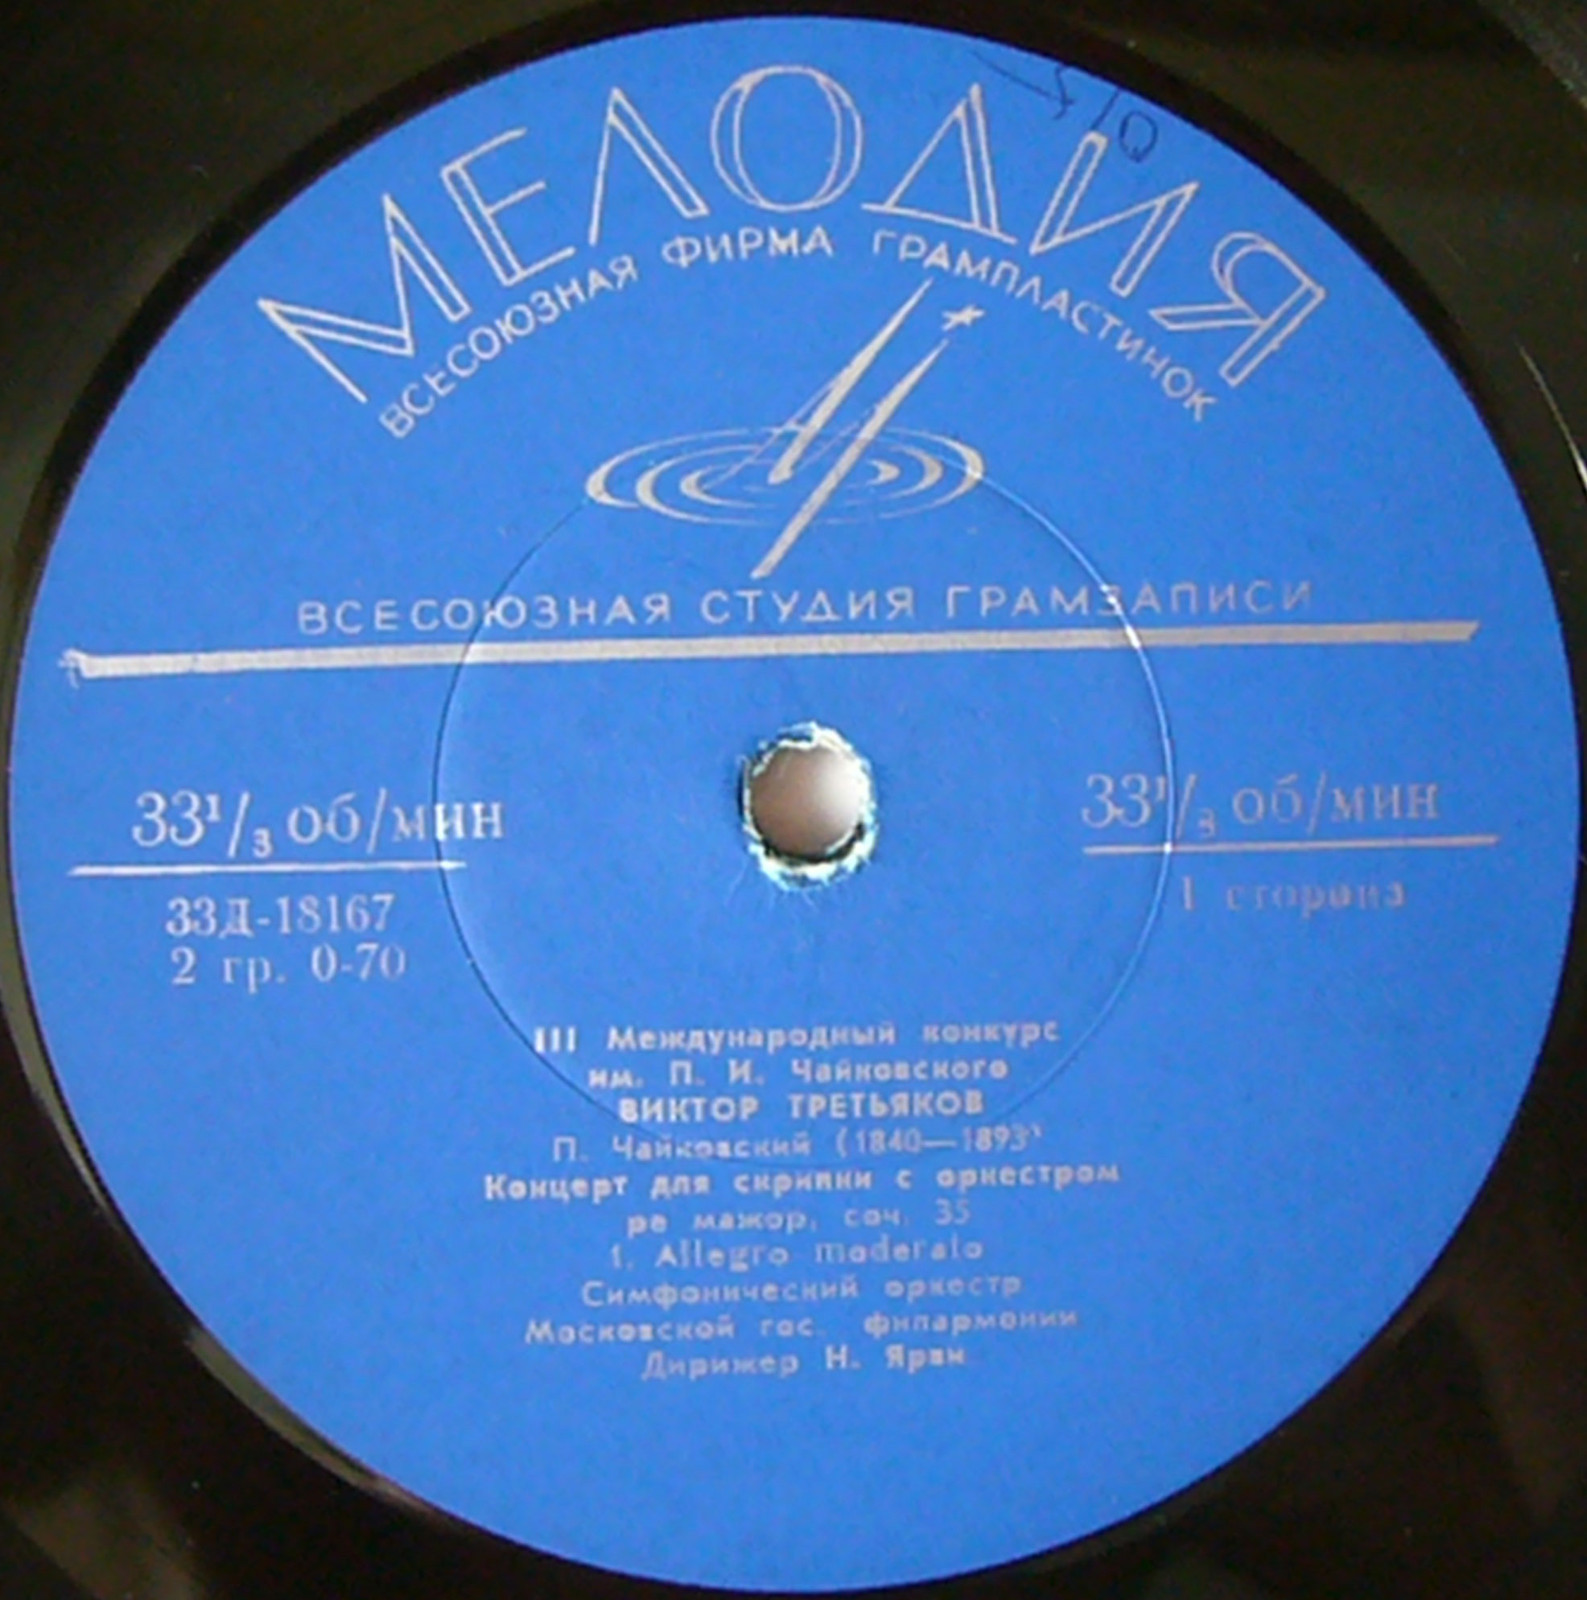 МЕЛОДИЯ
ВСЕСОЮЗНАЯ ФИРМА ГРАМПЛАСТИНОК
ВСЕСОЮЗНАЯ СТУДИЯ ГРАМЗАПИСИ
33¹/₃ об/мин
33¹/₃ об/мин
33Д-18167
1 сторона
2 гр. 0-70
III Международный конкурс
им. П. И. Чайковского
ВИКТОР ТРЕТЬЯКОВ
П. Чайковский (1840—1893)
Концерт для скрипки с оркестром
ре мажор, соч. 35
1. Allegro moderato
Симфонический оркестр
Московской гос. филармонии
Дирижер Н. Ярви